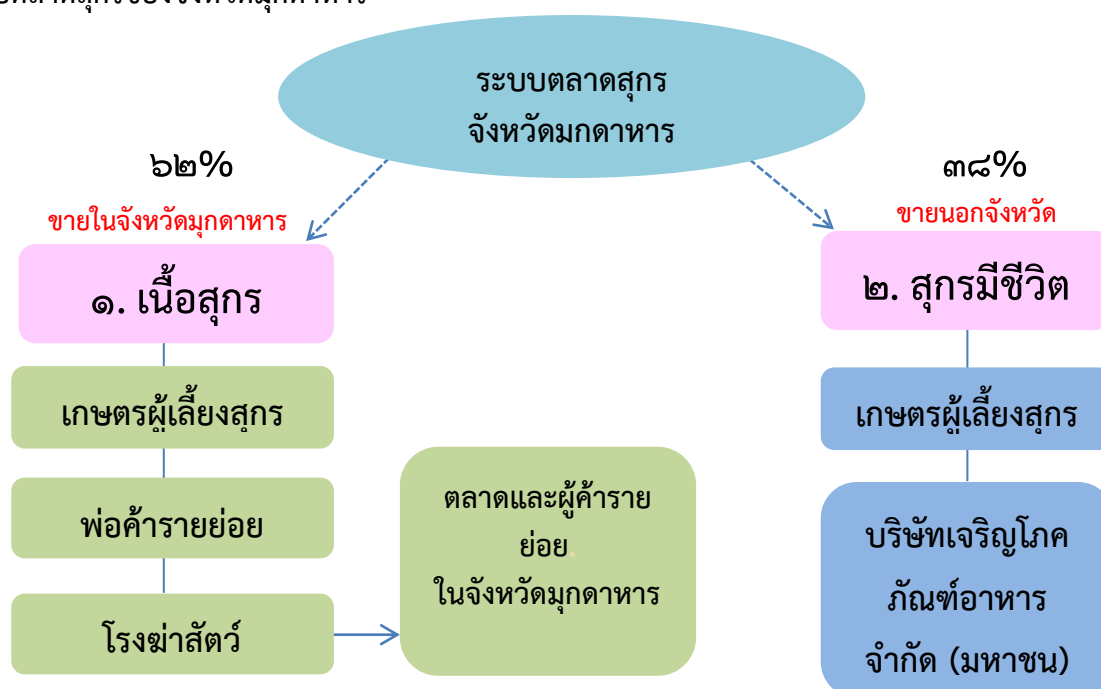 ระบบตลาดสุกร
จังหวัดมกดาหาร
๖๒%
ขายในจังหวัดมุกดาหาร
๓๘%
ขายนอกจังหวัด
๑. เนื้อสุกร
๒. สุกรมีชีวิต
เกษตรผู้เลี้ยงสุกร
พ่อค้ารายย่อย
โรงฆ่าสัตว์
ตลาดและผู้ค้าราย
ย่อย.
ในจังหวัดมุกดาหาร
เกษตรผู้เลี้ยงสุกร
บริษัทเจริญโภค
ภัณฑ์อาหาร
จำกัด (มหาชน)